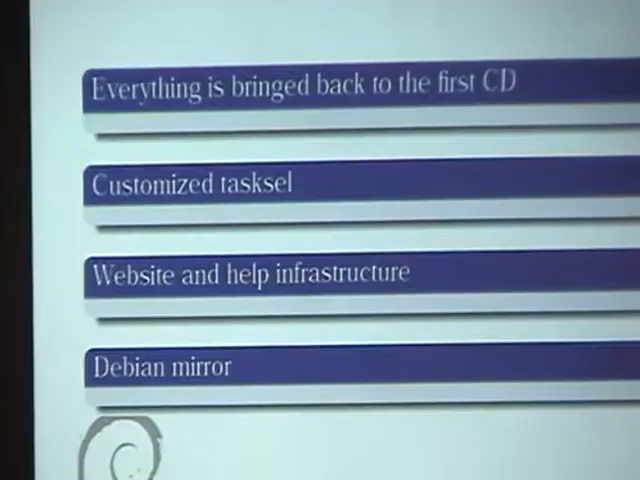 Everything is bringed back to the first CD
Customized tasksel
Website and help infrastructure
Debian mirror